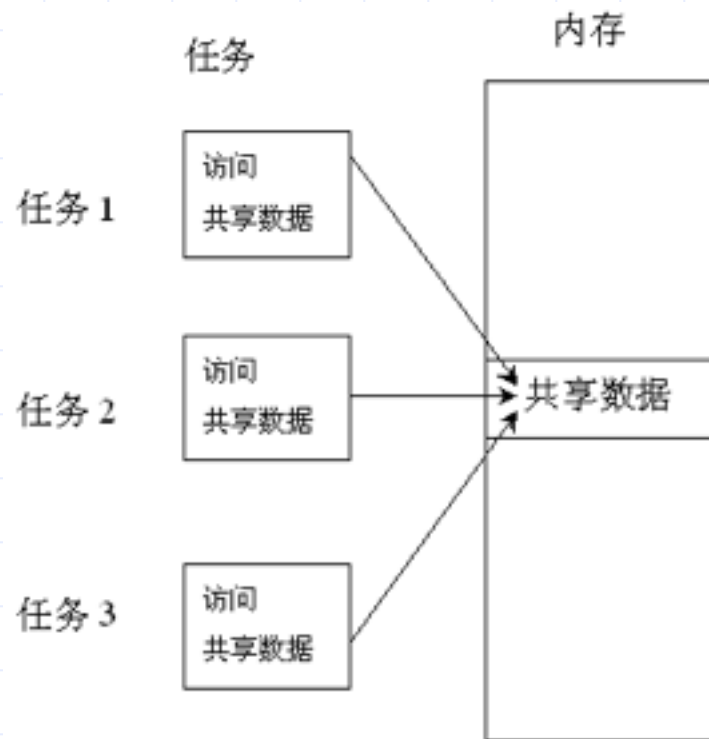 任务
内存
任务 1
访问
共享数据
任务 2
访问
共享数据
共享数据
任务 3
访问
共享数据